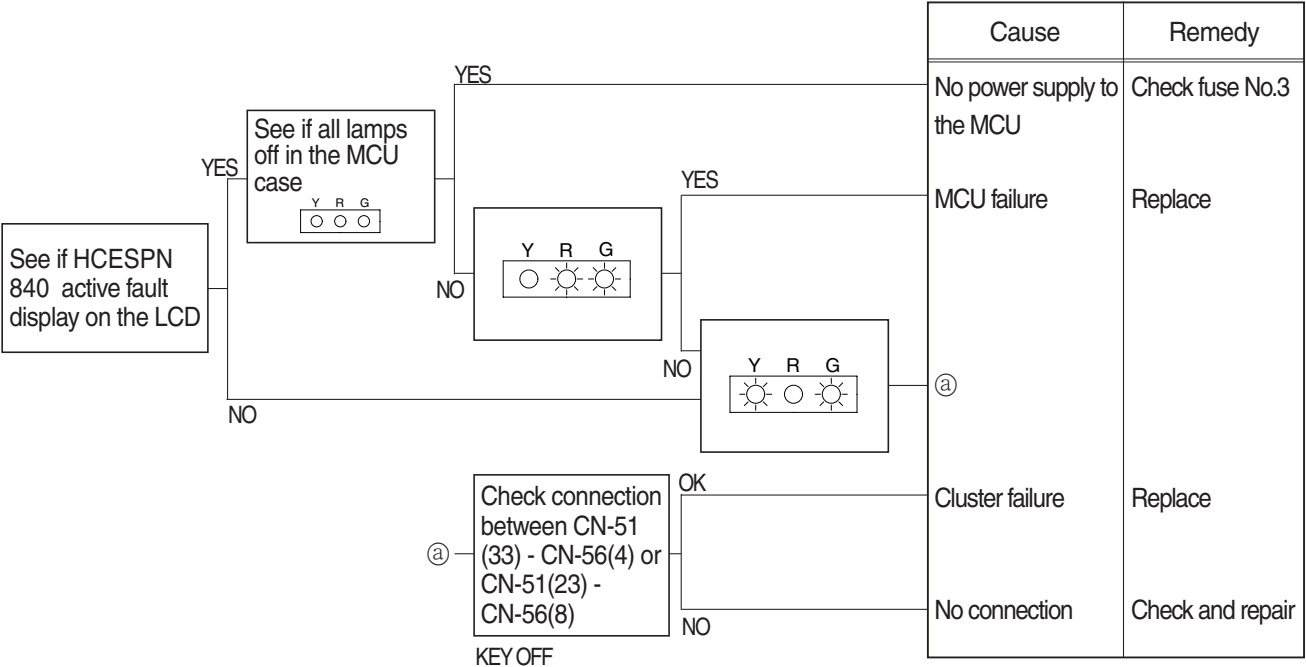 Cause
Remedy
YES
No power supply to
the MCU
Check fuse No.3
See if all lamps
off in the MCU
case
Y R G
YES
YES
MCU failure
Replace
See if HCESPN
840 active fault
display on the LCD
Y R G
NO
NO
Y R G
ⓐ
NO
Check connection
between CN-51
(33) - CN-56(4) or
CN-51(23) -
CN-56(8)
ⓐ
OK
Cluster failure
Replace
NO
No connection
Check and repair
KEY OFF